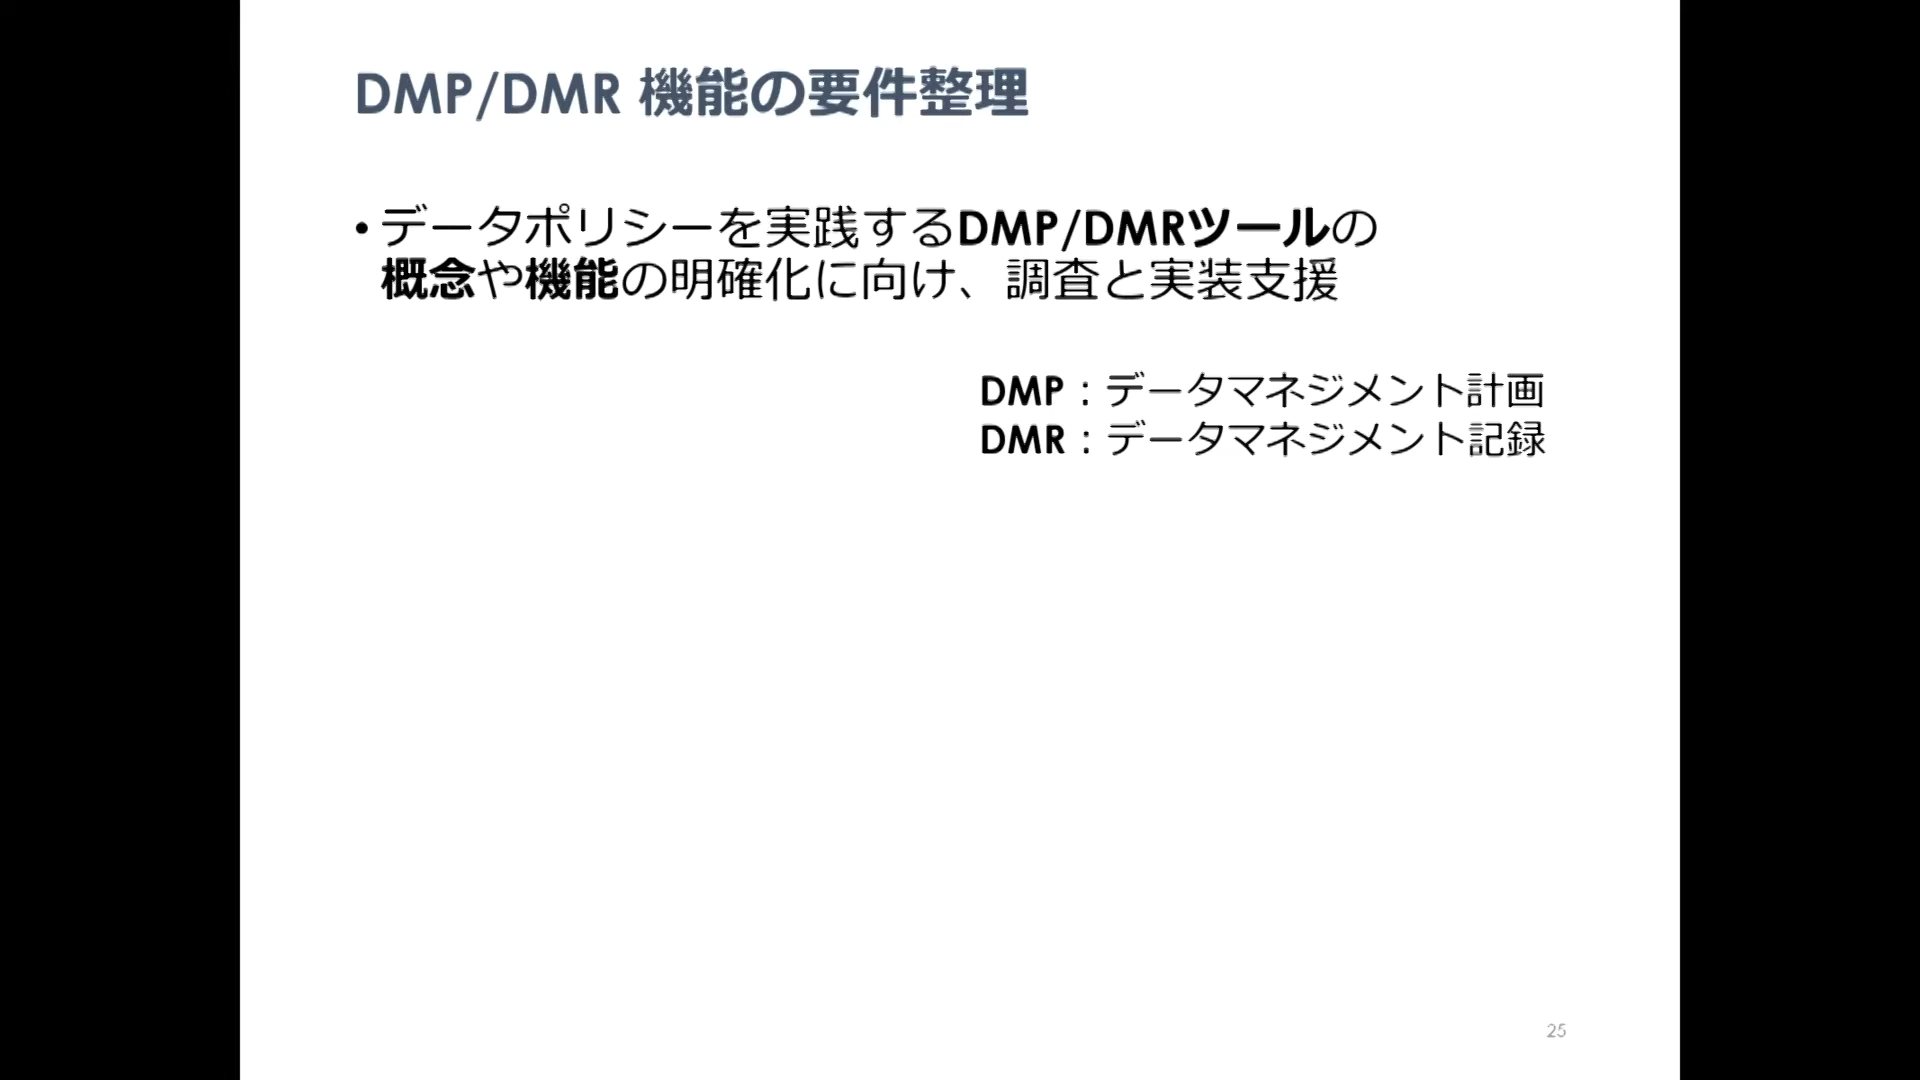 DMP/DMR 機能の要件整理
• データポリシーを実践するDMP/DMRツールの
概念や機能の明確化に向け、調査と実装支援
DMP：データマネジメント計画
DMR：データマネジメント記録
25